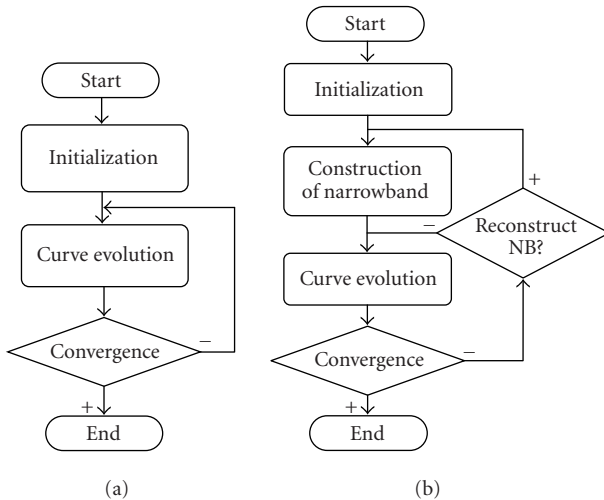 Start
Initialization
Curve evolution
Convergence
−
+
End
(a)
Start
Initialization
Construction
of narrowband
+
−
Reconstruct
NB?
Curve evolution
Convergence
−
+
End
(b)